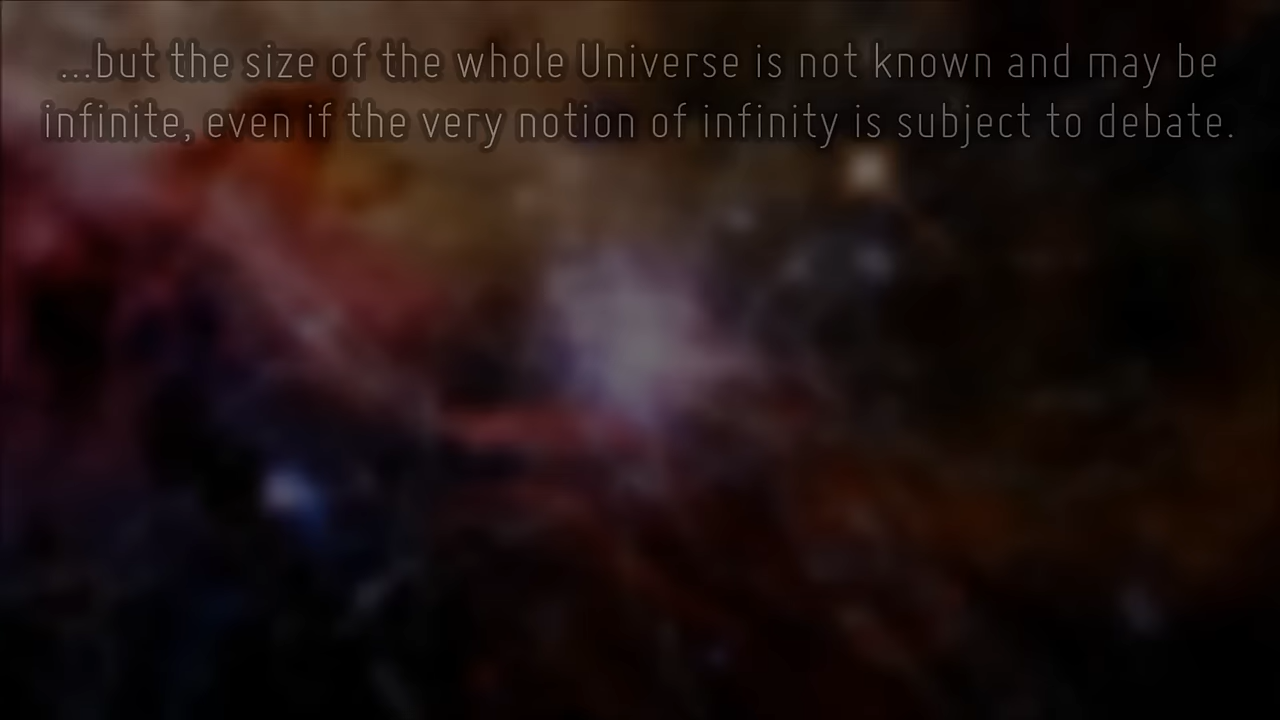 ...but the size of the whole Universe is not known and may be
infinite, even if the very notion of infinity is subject to debate.